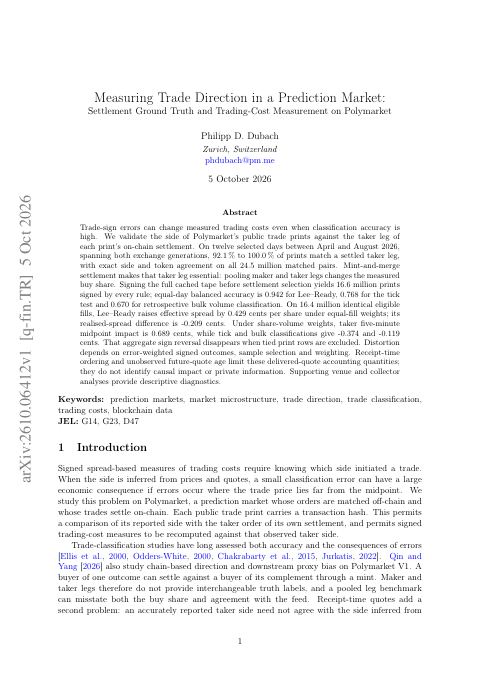 arXiv:2610.06412v1 [q-fin.TR] 5 Oct 2026
Measuring Trade Direction in a Prediction Market:
Settlement Ground Truth and Trading-Cost Measurement on Polymarket
Philipp D. Dubach
Zurich, Switzerland
phdubach@pm.me
5 October 2026
Abstract
Trade-sign errors can change measured trading costs even when classification accuracy is
high. We validate the side of Polymarket's public trade prints against the taker leg of
each print's on-chain settlement. On twelve selected days between April and August 2026,
spanning both exchange generations, 92.1 % to 100.0 % of prints match a settled taker leg,
with exact side and token agreement on all 24.5 million matched pairs. Mint-and-merge
settlement makes that taker leg essential: pooling maker and taker legs changes the measured
buy share. Signing the full cached tape before settlement selection yields 16.6 million prints
signed by every rule; equal-day balanced accuracy is 0.942 for Lee–Ready, 0.768 for the tick
test and 0.670 for retrospective bulk volume classification. On 16.4 million identical eligible
fills, Lee–Ready raises effective spread by 0.429 cents per share under equal-fill weights; its
realised-spread difference is -0.209 cents. Under share-volume weights, taker five-minute
midpoint impact is 0.689 cents, while tick and bulk classifications give -0.374 and -0.119
cents. That aggregate sign reversal disappears when tied print rows are excluded. Distortion
depends on error-weighted signed outcomes, sample selection and weighting. Receipt-time
ordering and unobserved future-quote age limit these delivered-quote accounting quantities;
they do not identify causal impact or private information. Supporting venue and collector
analyses provide descriptive diagnostics.
Keywords: prediction markets, market microstructure, trade direction, trade classification,
trading costs, blockchain data
JEL: G14, G23, D47
1 Introduction
Signed spread-based measures of trading costs require knowing which side initiated a trade.
When the side is inferred from prices and quotes, a small classification error can have a large
economic consequence if errors occur where the trade price lies far from the midpoint. We
study this problem on Polymarket, a prediction market whose orders are matched off-chain and
whose trades settle on-chain. Each public trade print carries a transaction hash. This permits
a comparison of its reported side with the taker order of its own settlement, and permits signed
trading-cost measures to be recomputed against that observed taker side.
Trade-classification studies have long assessed both accuracy and the consequences of errors
[Ellis et al., 2000, Odders-White, 2000, Chakrabarty et al., 2015, Jurkatis, 2022]. Qin and
Yang [2026] also study chain-based direction and downstream proxy bias on Polymarket V1. A
buyer of one outcome can settle against a buyer of its complement through a mint. Maker and
taker legs therefore do not provide interchangeable truth labels, and a pooled leg benchmark
can misstate both the buy share and agreement with the feed. Receipt-time quotes add a
second problem: an accurately reported taker side need not agree with the side inferred from
1